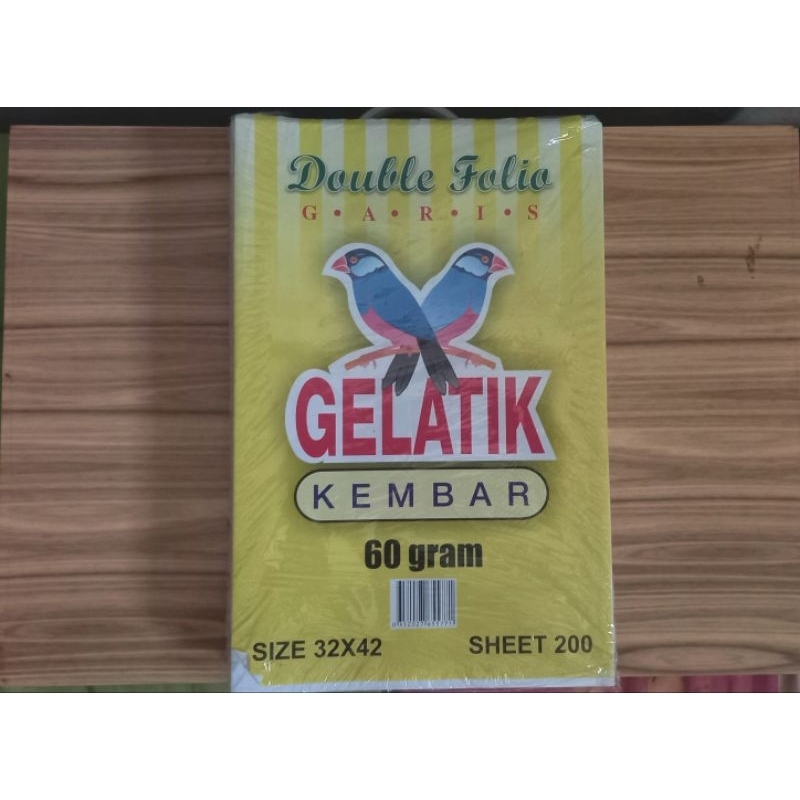 Double Folio
G•A•R•I•S
GELATIK
KEMBAR
60 gram
SIZE 32X42
SHEET 200